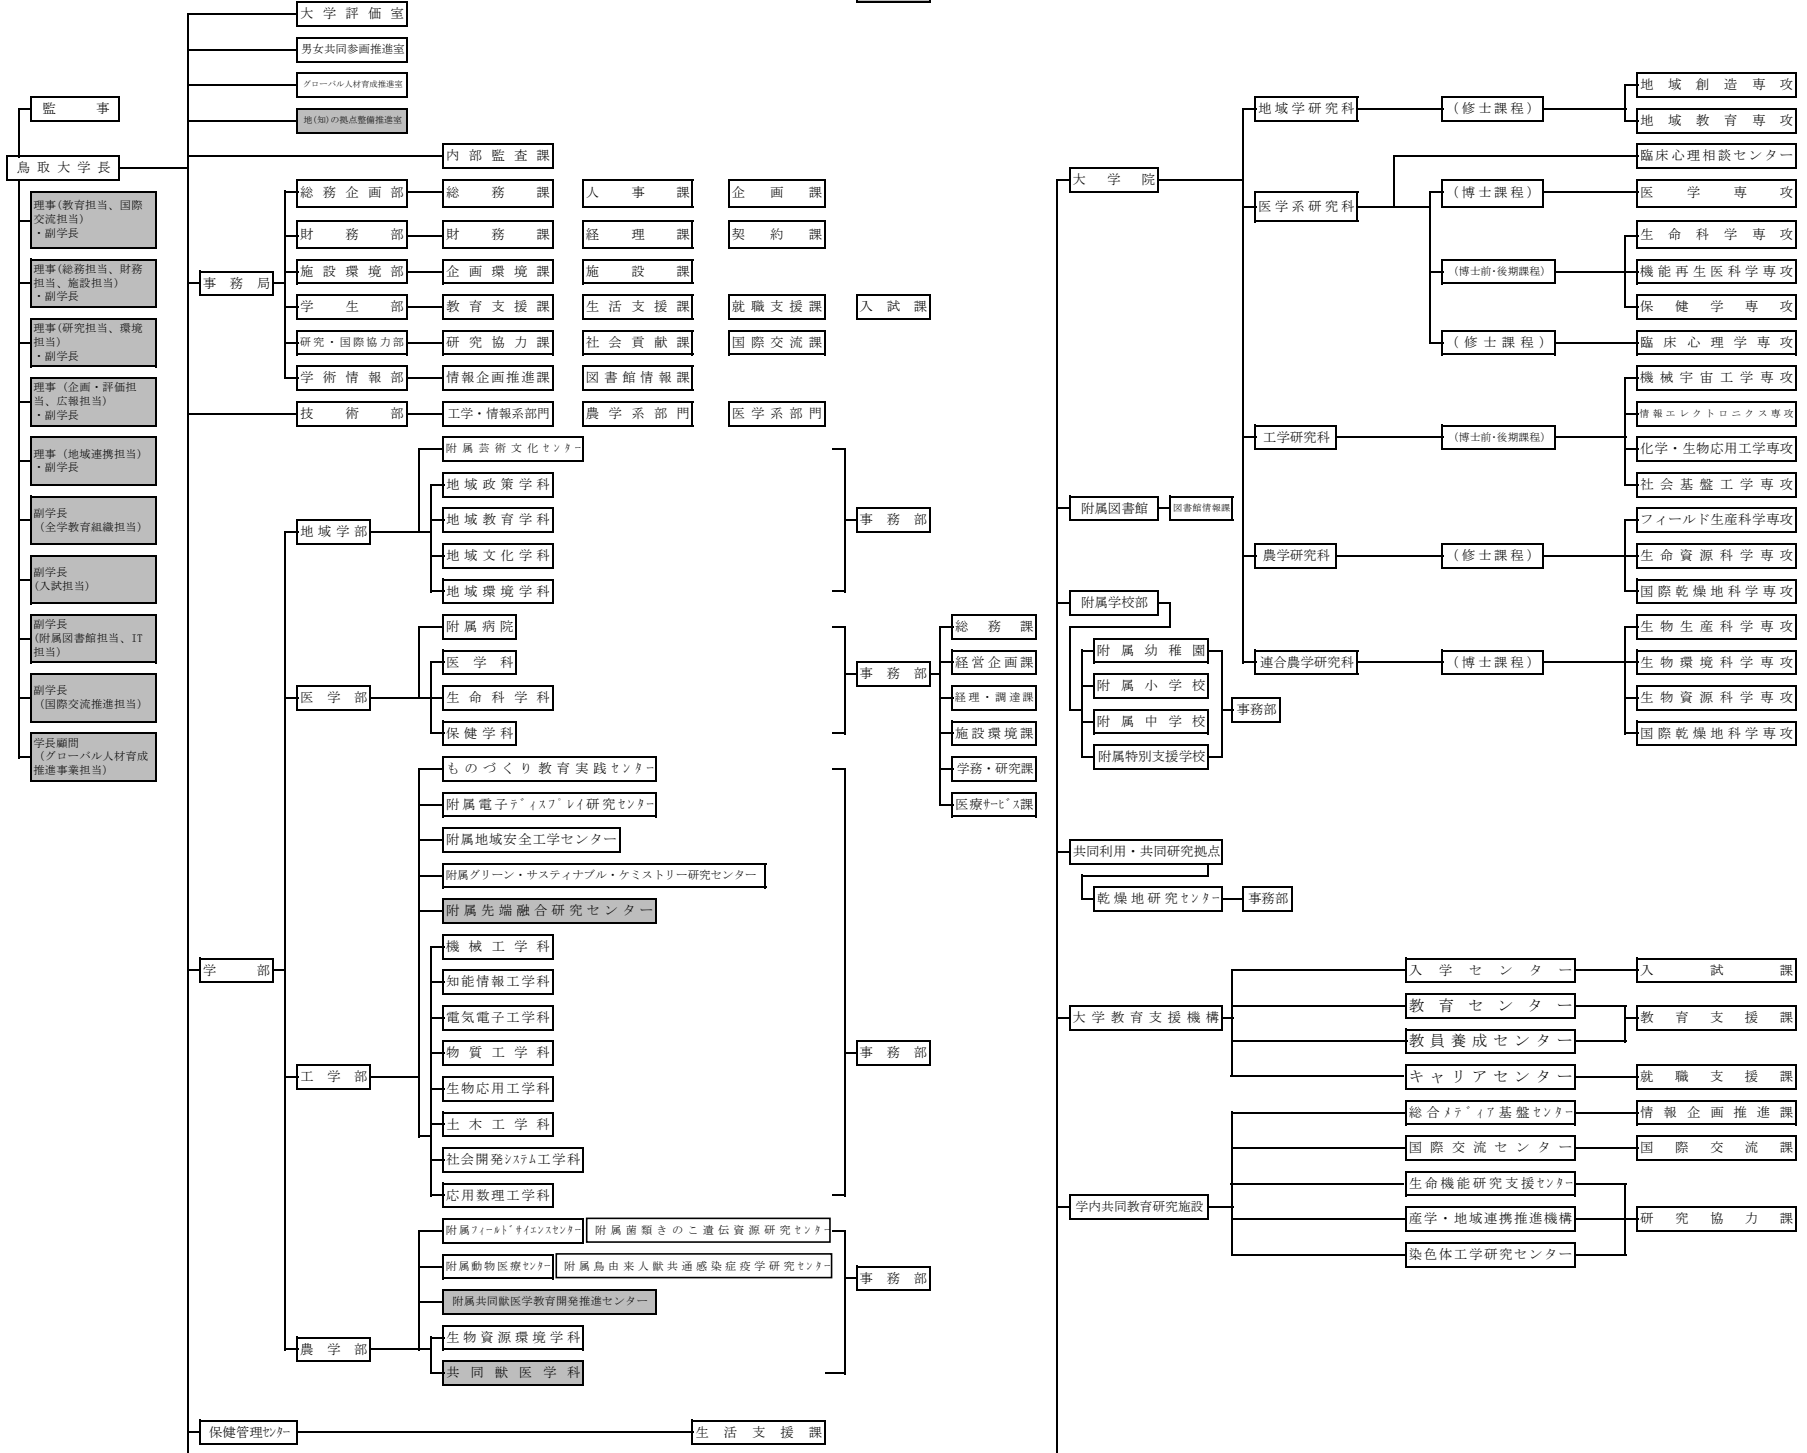 大学評価室
男女共同参画推進室
グローバル人材育成推進室
地(知)の拠点整備推進室
監事
鳥取大学長
内部監査課
理事(教育担当、国際
交流担当)
・副学長
理事(総務担当、財務
担当、施設担当)
・副学長
理事(研究担当、環境
担当)
・副学長
理事（企画・評価担
当、広報担当)
・副学長
理事（地域連携担当）
・副学長
副学長
（全学教育組織担当）
副学長
(入試担当)
副学長
(附属図書館担当、IT
担当)
副学長
（国際交流推進担当）
学長顧問
（グローバル人材育成
推進事業担当）
事務局
総務企画部 総務課 人事課 企画課
財務部 財務課 経理課 契約課
施設環境部 企画環境課 施設課
学生部 教育支援課 生活支援課 就職支援課 入試課
研究・国際協力部 研究協力課 社会貢献課 国際交流課
学術情報部 情報企画推進課 図書館情報課
技術部 工学・情報系部門 農学系部門 医学系部門
学部
地域学部
附属芸術文化センター
地域政策学科
地域教育学科
地域文化学科
地域環境学科
事務部
医学部
附属病院
医学科
生命科学科
保健学科
事務部
総務課
経営企画課
経理・調達課
施設環境課
学務・研究課
医療サービス課
工学部
ものづくり教育実践センター
附属電子ディスプレイ研究センター
附属地域安全工学センター
附属グリーン・サスティナブル・ケミストリー研究センター
附属先端融合研究センター
機械工学科
知能情報工学科
電気電子工学科
物質工学科
生物応用工学科
土木工学科
社会開発システム工学科
応用数理工学科
事務部
農学部
附属フィールドサイエンスセンター 附属菌類きのこ遺伝資源研究センター
附属動物医療センター 附属鳥由来人獣共通感染症疫学研究センター
附属共同獣医学教育開発推進センター
生物資源環境学科
共同獣医学科
事務部
保健管理センター 生活支援課
大学院
地域学研究科 （修士課程）
地域創造専攻
地域教育専攻
医学系研究科
臨床心理相談センター
（博士課程） 医学専攻
(博士前・後期課程)
生命科学専攻
機能再生医科学専攻
保健学専攻
（修士課程） 臨床心理学専攻
工学研究科 (博士前・後期課程)
機械宇宙工学専攻
情報エレクトロニクス専攻
化学・生物応用工学専攻
社会基盤工学専攻
農学研究科 （修士課程）
フィールド生産科学専攻
生命資源科学専攻
国際乾燥地科学専攻
連合農学研究科 （博士課程）
生物生産科学専攻
生物環境科学専攻
生物資源科学専攻
国際乾燥地科学専攻
附属図書館 図書館情報課
附属学校部
附属幼稚園
附属小学校
附属中学校
附属特別支援学校
事務部
共同利用・共同研究拠点
乾燥地研究センター 事務部
大学教育支援機構
入学センター 入試課
教育センター
教員養成センター
教育支援課
キャリアセンター 就職支援課
学内共同教育研究施設
総合メディア基盤センター 情報企画推進課
国際交流センター 国際交流課
生命機能研究支援センター
産学・地域連携推進機構
染色体工学研究センター
研究協力課